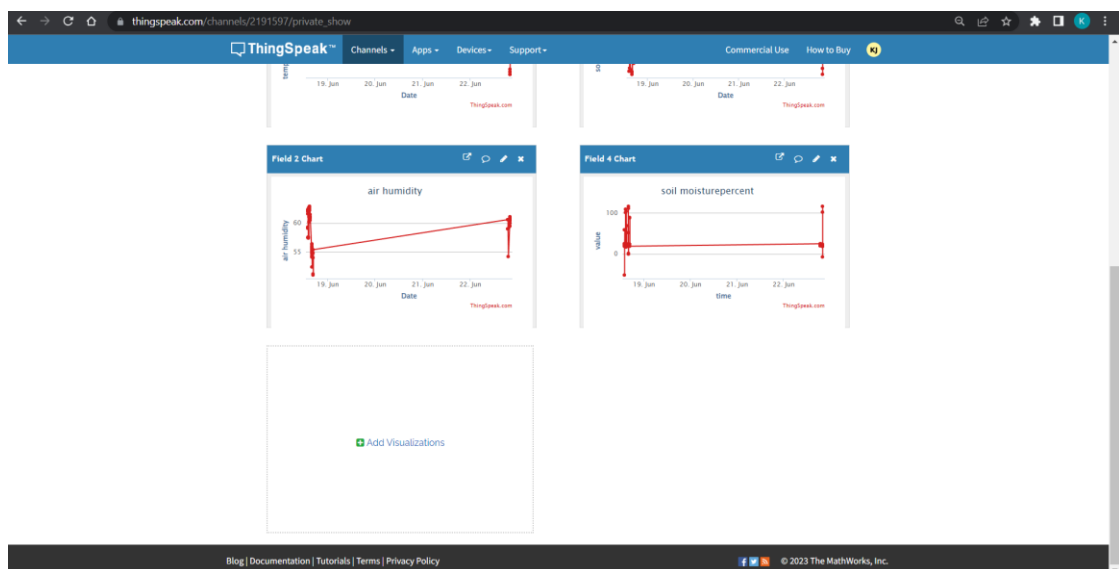 thingspeak.com/channels/2191597/private_show
K
ThingSpeak™ Channels Apps Devices Support Commercial Use How to Buy KJ
temp
19. Jun 20. Jun 21. Jun 22. Jun
Date
ThingSpeak.com
so
19. Jun 20. Jun 21. Jun 22. Jun
Date
ThingSpeak.com
Field 2 Chart
air humidity
air humidity
60
55
19. Jun 20. Jun 21. Jun 22. Jun
Date
ThingSpeak.com
Field 4 Chart
soil moisturepercent
value
100
0
19. Jun 20. Jun 21. Jun 22. Jun
time
ThingSpeak.com
Add Visualizations
Blog | Documentation | Tutorials | Terms | Privacy Policy
© 2023 The MathWorks, Inc.